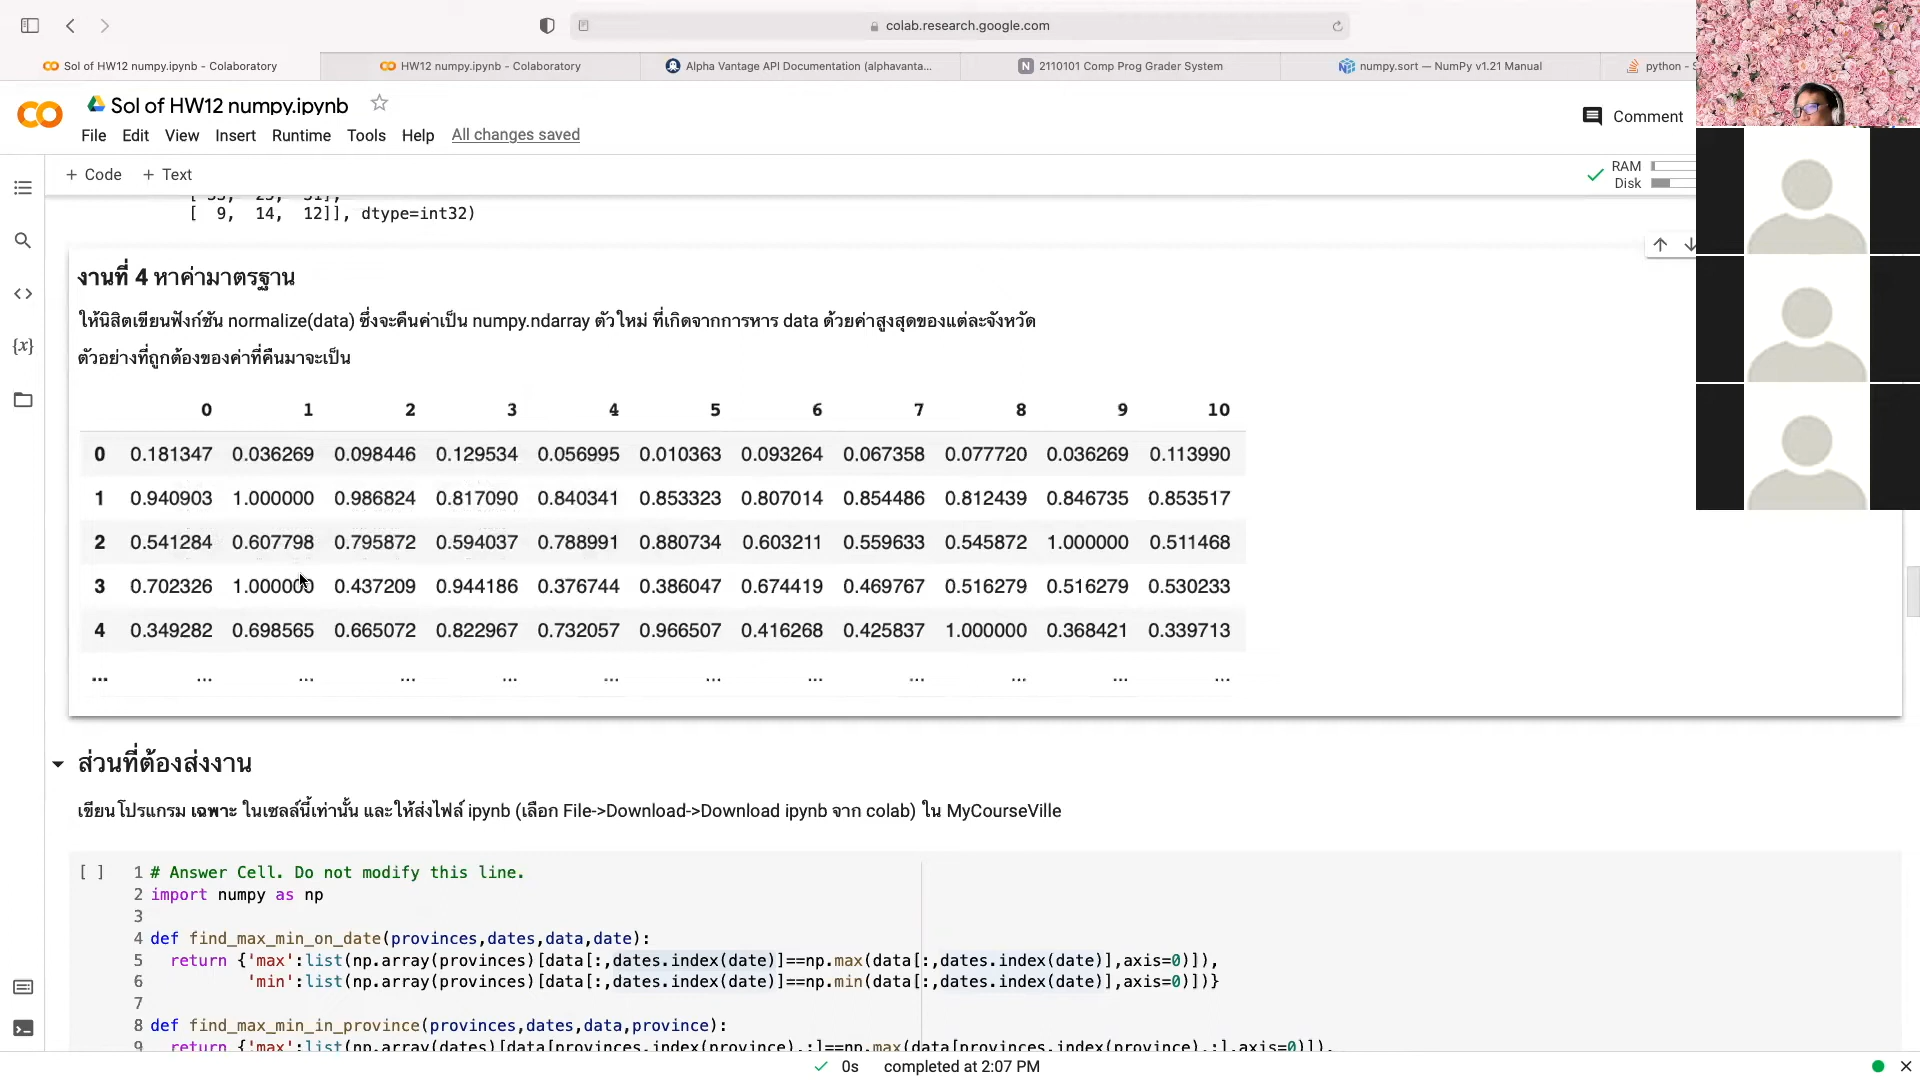 colab.research.google.com
Sol of HW12 numpy.ipynb - Colaboratory
HW12 numpy.ipynb - Colaboratory
Alpha Vantage API Documentation (alphavanta...
2110101 Comp Prog Grader System
numpy.sort — NumPy v1.21 Manual
python - S
Sol of HW12 numpy.ipynb
Comment
File Edit View Insert Runtime Tools Help All changes saved
+ Code + Text
RAM
Disk
[ 9, 14, 12]], dtype=int32)
งานที่ 4 หาค่ามาตรฐาน
ให้นิสิตเขียนฟังก์ชัน normalize(data) ซึ่งจะคืนค่าเป็น numpy.ndarray ตัวใหม่ ที่เกิดจากการหาร data ด้วยค่าสูงสุดของแต่ละจังหวัด
ตัวอย่างที่ถูกต้องของค่าที่คืนมาจะเป็น
0 1 2 3 4 5 6 7 8 9 10
0 0.181347 0.036269 0.098446 0.129534 0.056995 0.010363 0.093264 0.067358 0.077720 0.036269 0.113990
1 0.940903 1.000000 0.986824 0.817090 0.840341 0.853323 0.807014 0.854486 0.812439 0.846735 0.853517
2 0.541284 0.607798 0.795872 0.594037 0.788991 0.880734 0.603211 0.559633 0.545872 1.000000 0.511468
3 0.702326 1.000000 0.437209 0.944186 0.376744 0.386047 0.674419 0.469767 0.516279 0.516279 0.530233
4 0.349282 0.698565 0.665072 0.822967 0.732057 0.966507 0.416268 0.425837 1.000000 0.368421 0.339713
... ... ... ... ... ... ... ... ... ... ... ...
ส่วนที่ต้องส่งงาน
เขียนโปรแกรม เฉพาะ ในเซลล์นี้เท่านั้น และให้ส่งไฟล์ ipynb (เลือก File->Download->Download ipynb จาก colab) ใน MyCourseVille
[ ] 1 # Answer Cell. Do not modify this line.
2 import numpy as np
3
4 def find_max_min_on_date(provinces,dates,data,date):
5 return {'max':list(np.array(provinces)[data[:,dates.index(date)]==np.max(data[:,dates.index(date)],axis=0)]),
6 'min':list(np.array(provinces)[data[:,dates.index(date)]==np.min(data[:,dates.index(date)],axis=0)])}
7
8 def find_max_min_in_province(provinces,dates,data,province):
9 return {'max':list(np.array(dates)[data[provinces.index(province),:]==np.max(data[provinces.index(province),:],axis=0)]),
0s completed at 2:07 PM